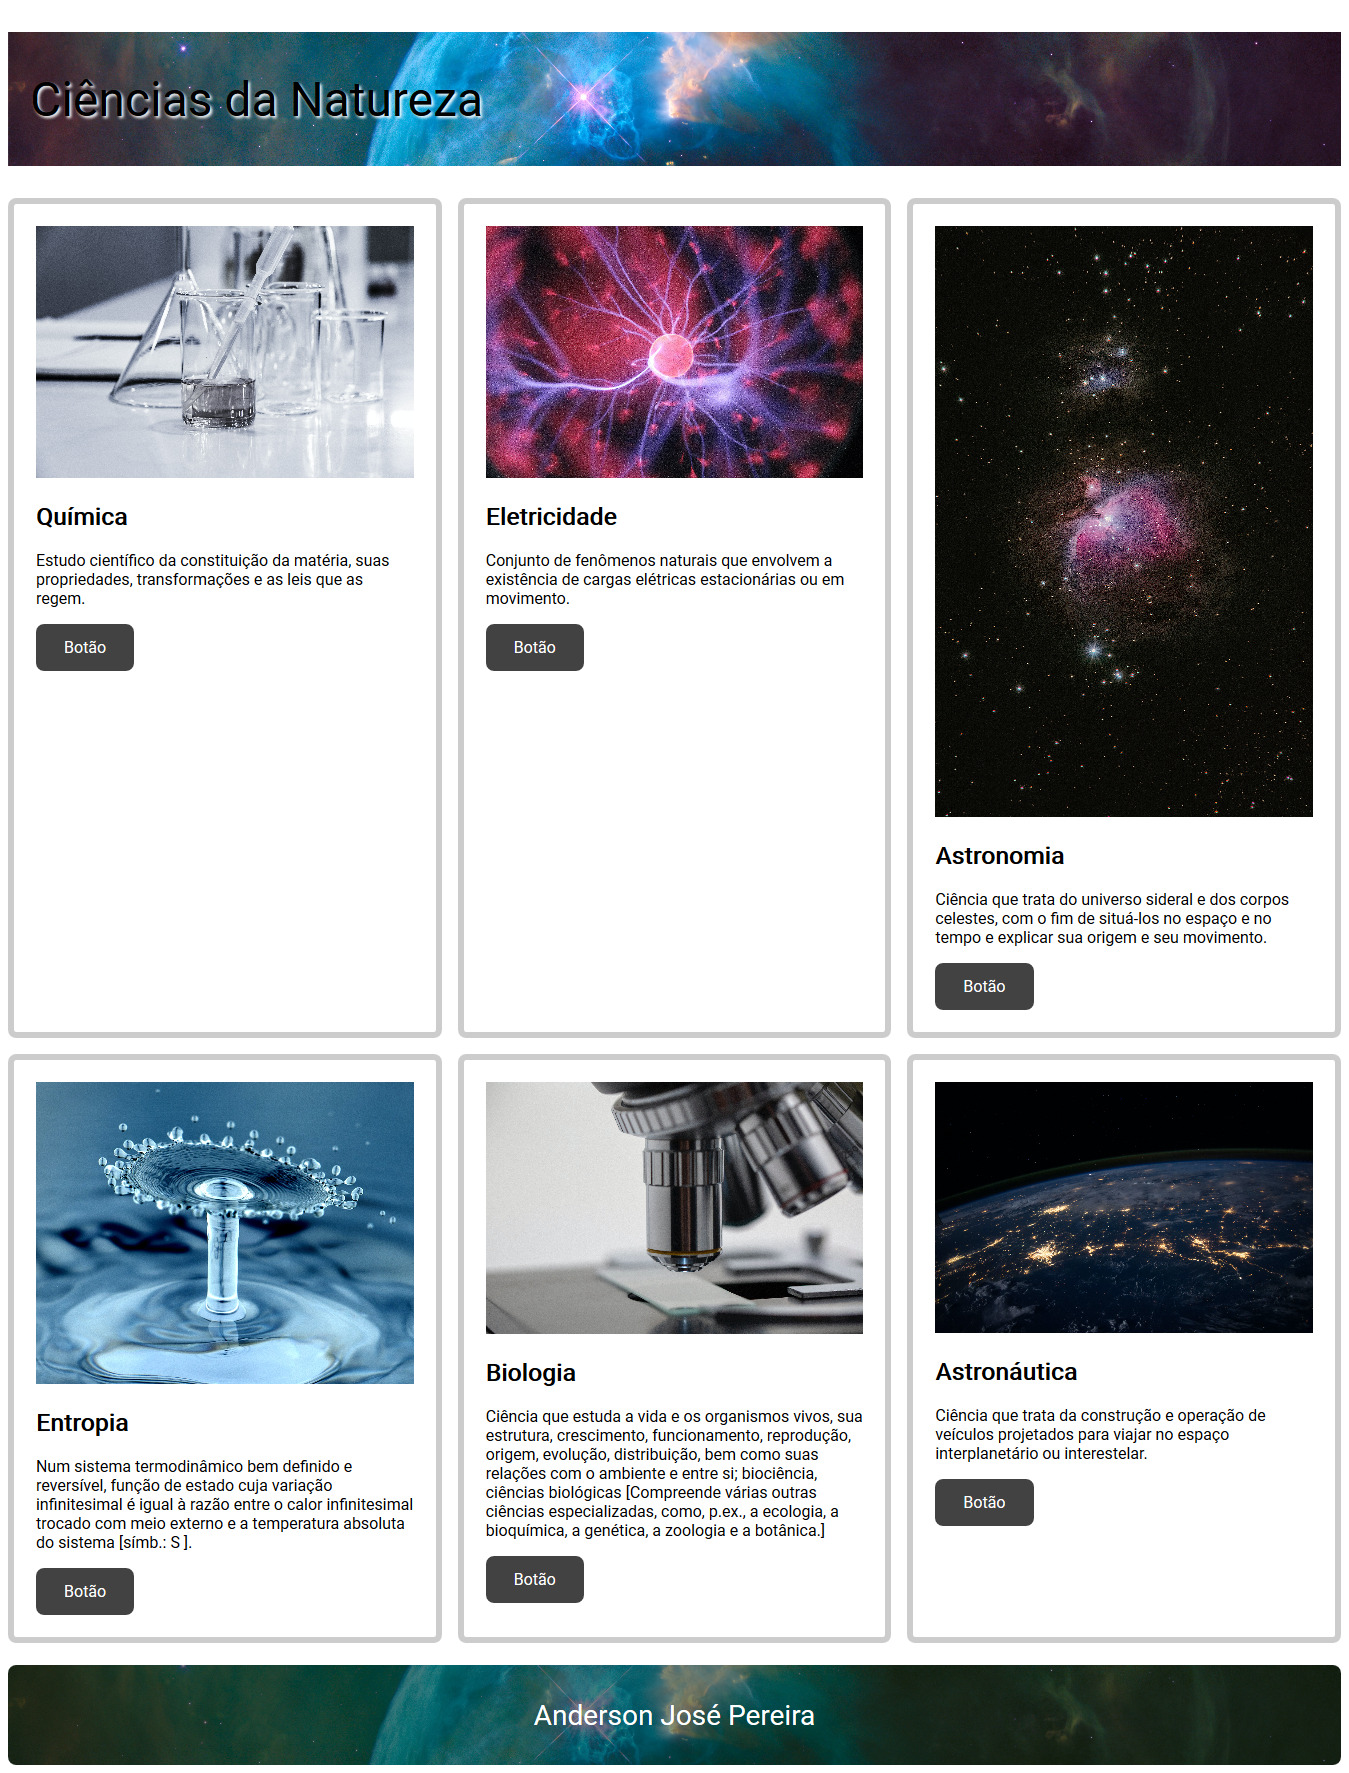 Ciências da Natureza
Química
Estudo científico da constituição da matéria, suas
propriedades, transformações e as leis que as
regem.
Botão
Eletricidade
Conjunto de fenômenos naturais que envolvem a
existência de cargas elétricas estacionárias ou em
movimento.
Botão
Astronomia
Ciência que trata do universo sideral e dos corpos
celestes, com o fim de situá-los no espaço e no
tempo e explicar sua origem e seu movimento.
Botão
Entropia
Num sistema termodinâmico bem definido e
reversível, função de estado cuja variação
infinitesimal é igual à razão entre o calor infinitesimal
trocado com meio externo e a temperatura absoluta
do sistema [símb.: S ].
Botão
Biologia
Ciência que estuda a vida e os organismos vivos, sua
estrutura, crescimento, funcionamento, reprodução,
origem, evolução, distribuição, bem como suas
relações com o ambiente e entre si; biociência,
ciências biológicas [Compreende várias outras
ciências especializadas, como, p.ex., a ecologia, a
bioquímica, a genética, a zoologia e a botânica.]
Botão
Astronáutica
Ciência que trata da construção e operação de
veículos projetados para viajar no espaço
interplanetário ou interestelar.
Botão
Anderson José Pereira